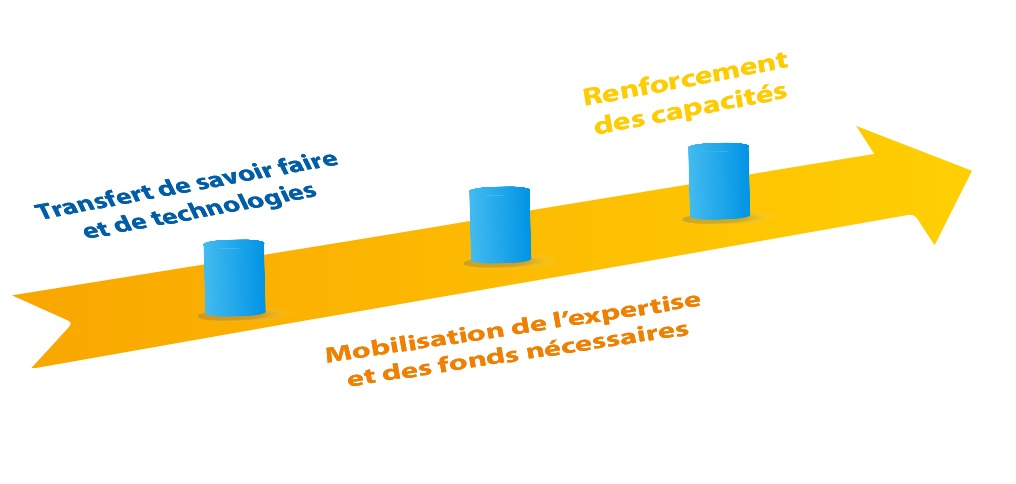 Transfert de savoir faire
et de technologies
Mobilisation de l’expertise
et des fonds nécessaires
Renforcement
des capacités